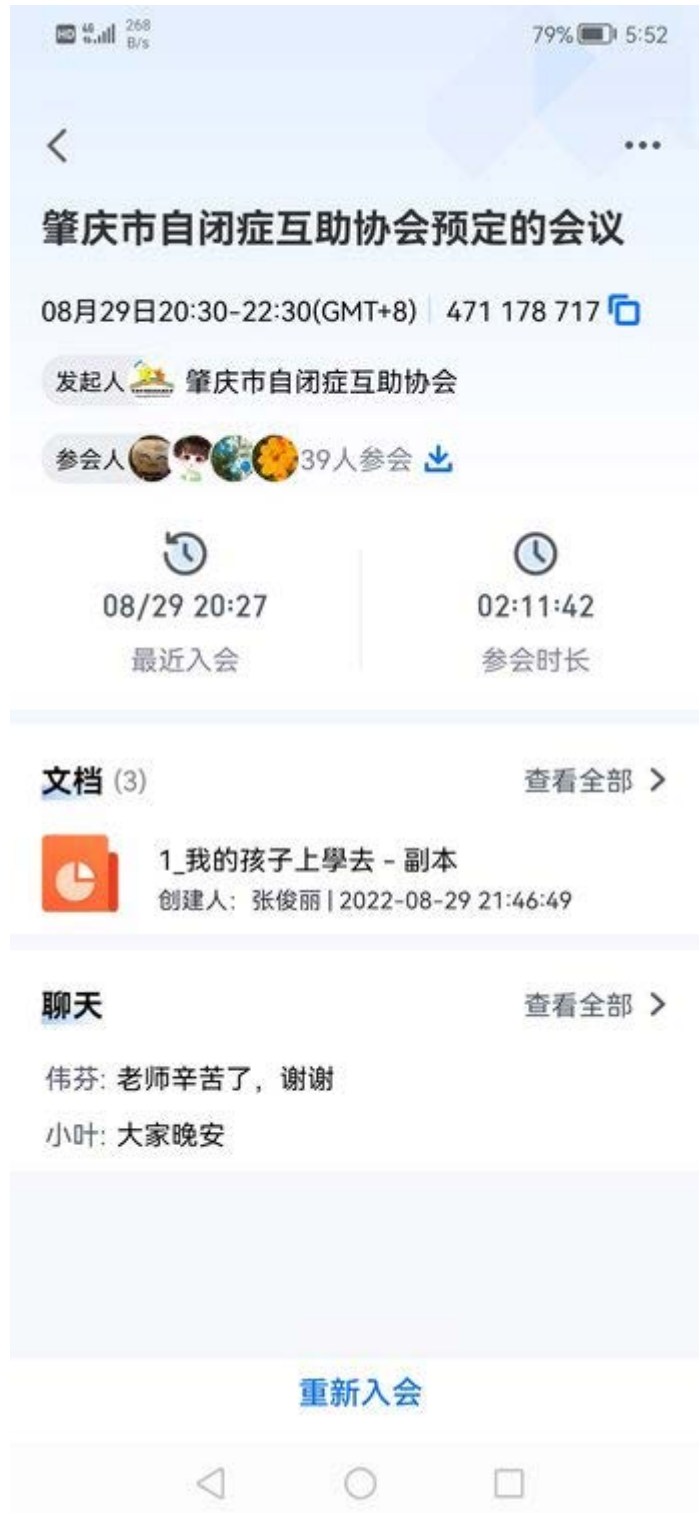 HD 4G 268 B/s 79% 5:52
肇庆市自闭症互助协会预定的会议
08月29日20:30-22:30(GMT+8) 471 178 717
发起人 肇庆市自闭症互助协会
参会人 39人参会
08/29 20:27 02:11:42
最近入会 参会时长
文档 (3) 查看全部
1_我的孩子上學去 - 副本
创建人: 张俊丽 | 2022-08-29 21:46:49
聊天 查看全部
伟芬: 老师辛苦了，谢谢
小叶: 大家晚安
重新入会